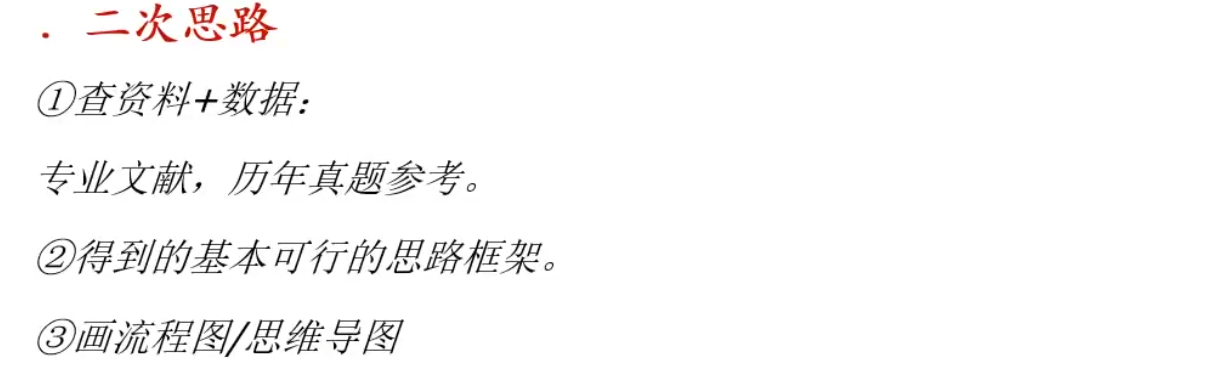 . 二次思路
①查资料+数据：
专业文献，历年真题参考。
②得到的基本可行的思路框架。
③画流程图/思维导图